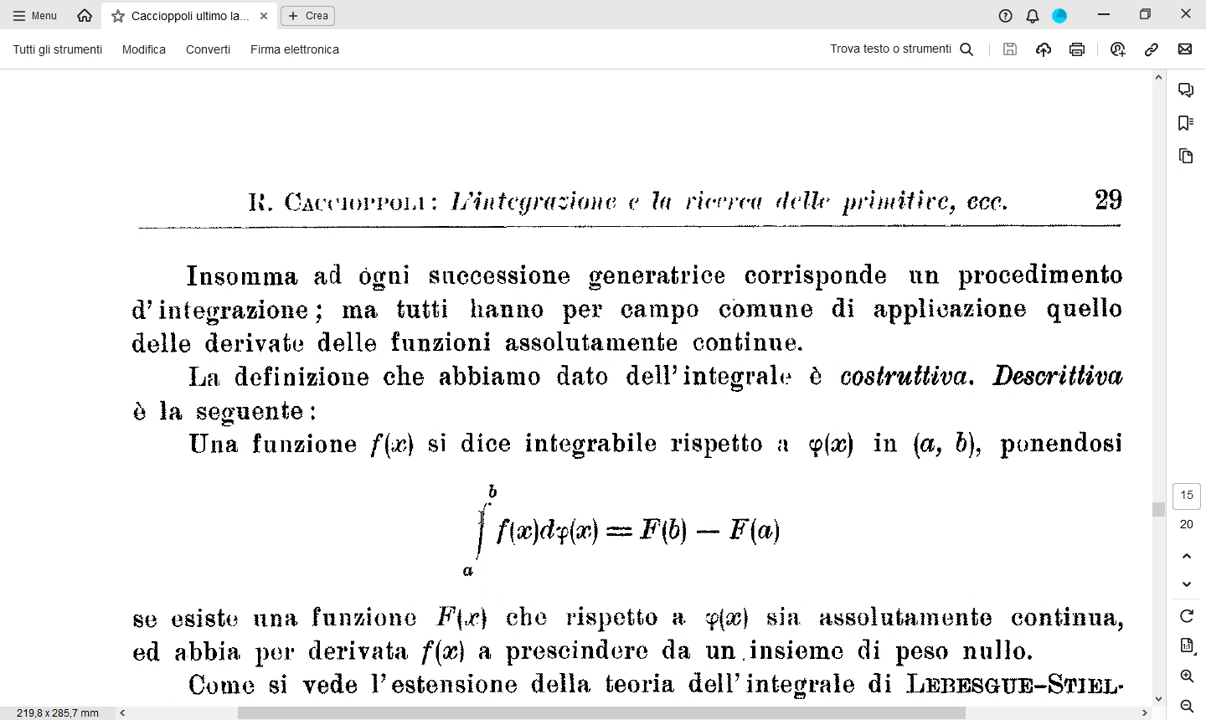 Menu
Caccioppoli ultimo la...
Crea
Tutti gli strumenti
Modifica
Converti
Firma elettronica
Trova testo o strumenti
R. CACCIOPPOLI: L'integrazione e la ricerca delle primitive, ecc. 29
Insomma ad ogni successione generatrice corrisponde un procedimento
d'integrazione; ma tutti hanno per campo comune di applicazione quello
delle derivate delle funzioni assolutamente continue.
La definizione che abbiamo dato dell'integrale è costruttiva. Descrittiva
è la seguente:
Una funzione f(x) si dice integrabile rispetto a φ(x) in (a, b), ponendosi
b
∫ f(x)dφ(x) = F(b) — F(a)
a
se esiste una funzione F(x) che rispetto a φ(x) sia assolutamente continua,
ed abbia per derivata f(x) a prescindere da un insieme di peso nullo.
Come si vede l'estensione della teoria dell'integrale di LEBESGUE-STIEL-
15
20
219,8 x 285,7 mm